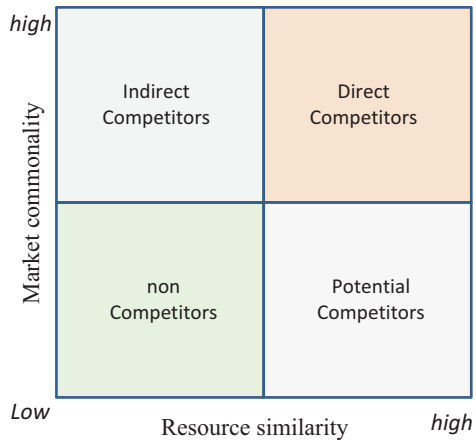 high
Indirect
Competitors
Direct
Competitors
Market commonality
non
Competitors
Potential
Competitors
Low
Resource similarity
high